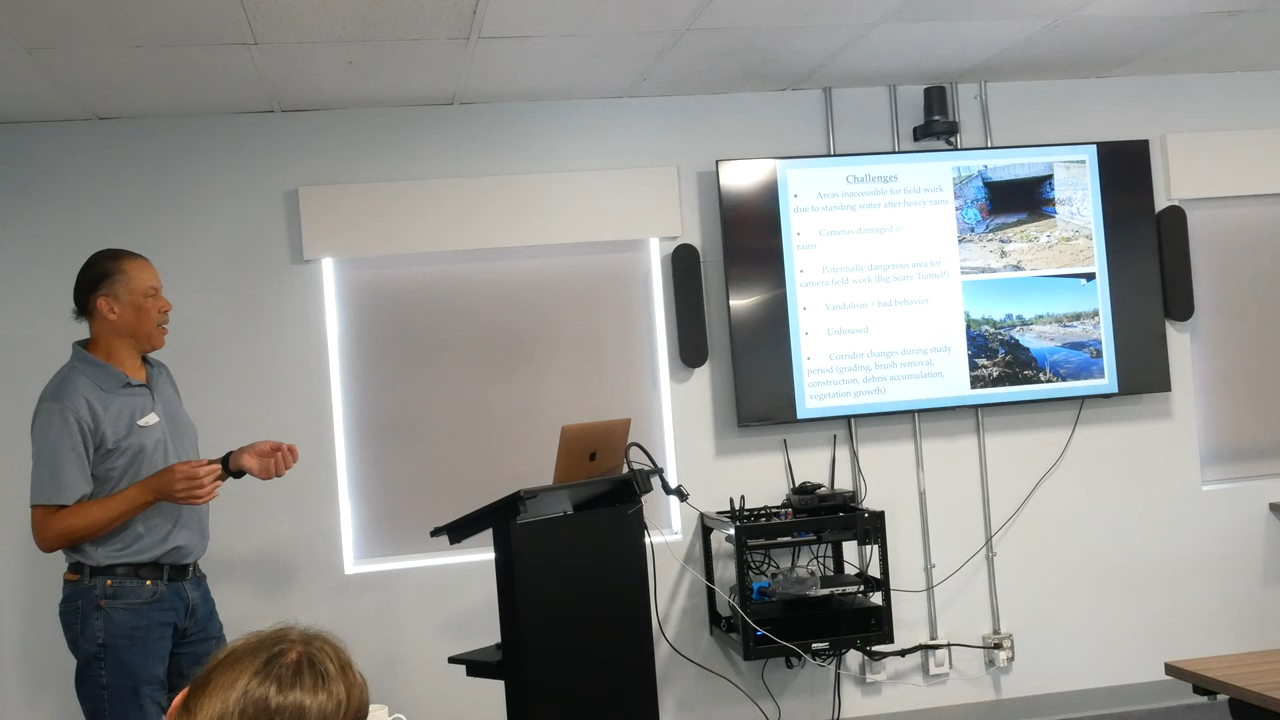 Challenges
• Areas inaccessible for field work
due to standing water after heavy rains
• Cameras damaged
rains
• Potentially dangerous area for
camera field work (Big Scary Tunnel!)
• Vandalism / bad behavior
• Unhoused
• Corridor changes during study
period (grading, brush removal,
construction, debris accumulation,
vegetation growth)